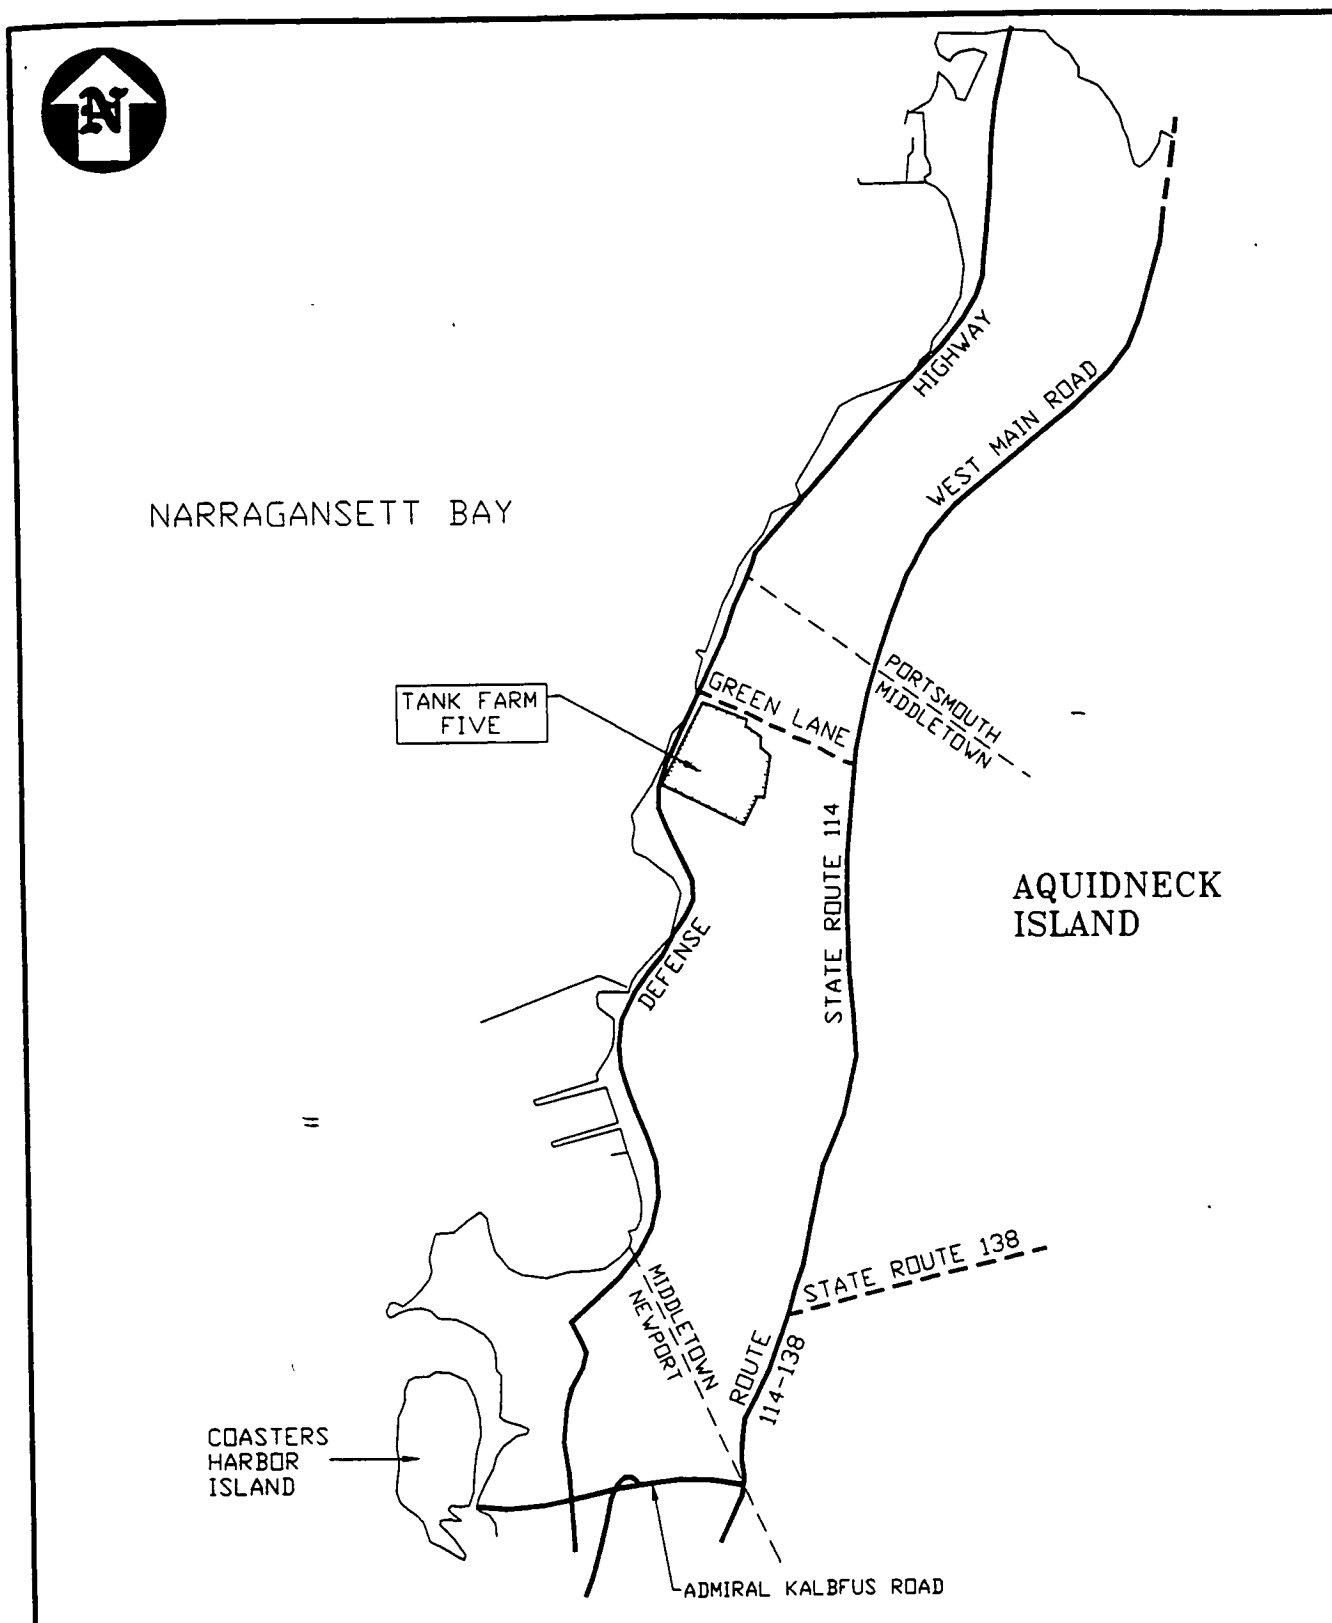 N
HIGHWAY
WEST MAIN ROAD
NARRAGANSETT BAY
PORTSMOUTH
MIDDLETOWN
GREEN LANE
TANK FARM
FIVE
STATE ROUTE 114
AQUIDNECK
ISLAND
DEFENSE
STATE ROUTE 138
MIDDLETOWN
NEWPORT
ROUTE
114-138
COASTERS
HARBOR
ISLAND
ADMIRAL KALBFUS ROAD